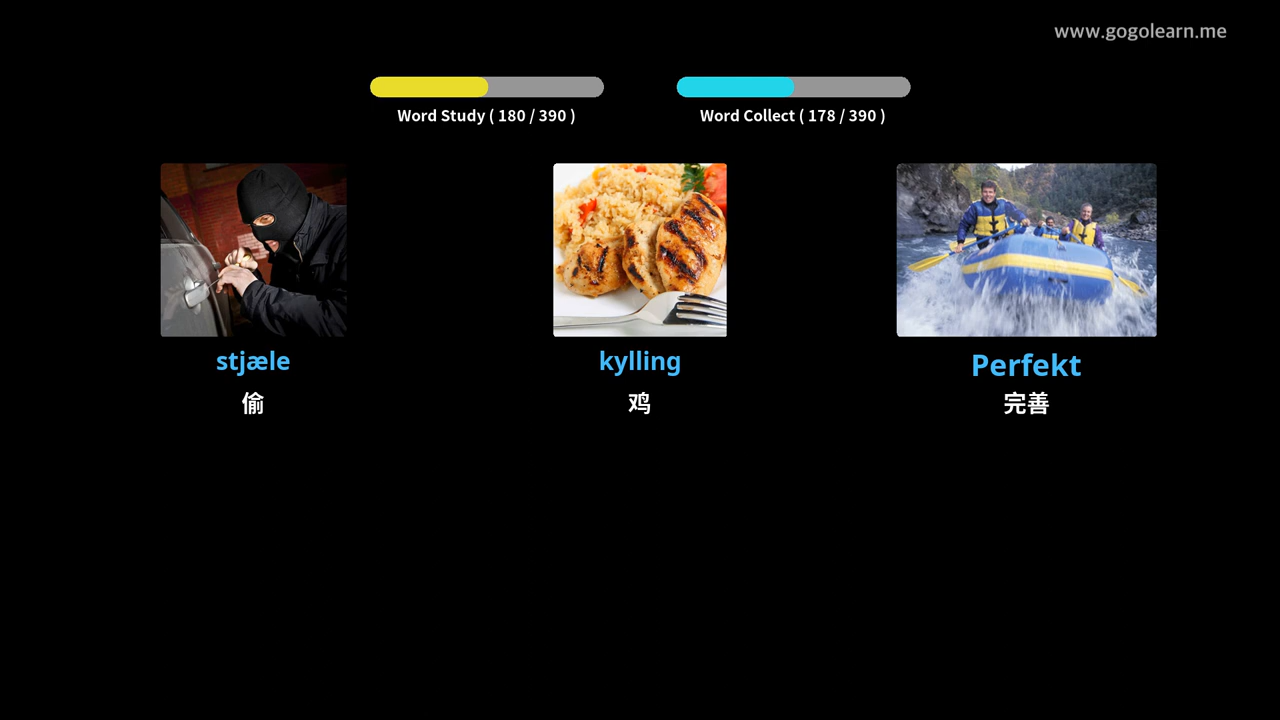 www.gogolearn.me
Word Study ( 180 / 390 )
Word Collect ( 178 / 390 )
stjæle
偷
kylling
鸡
Perfekt
完善